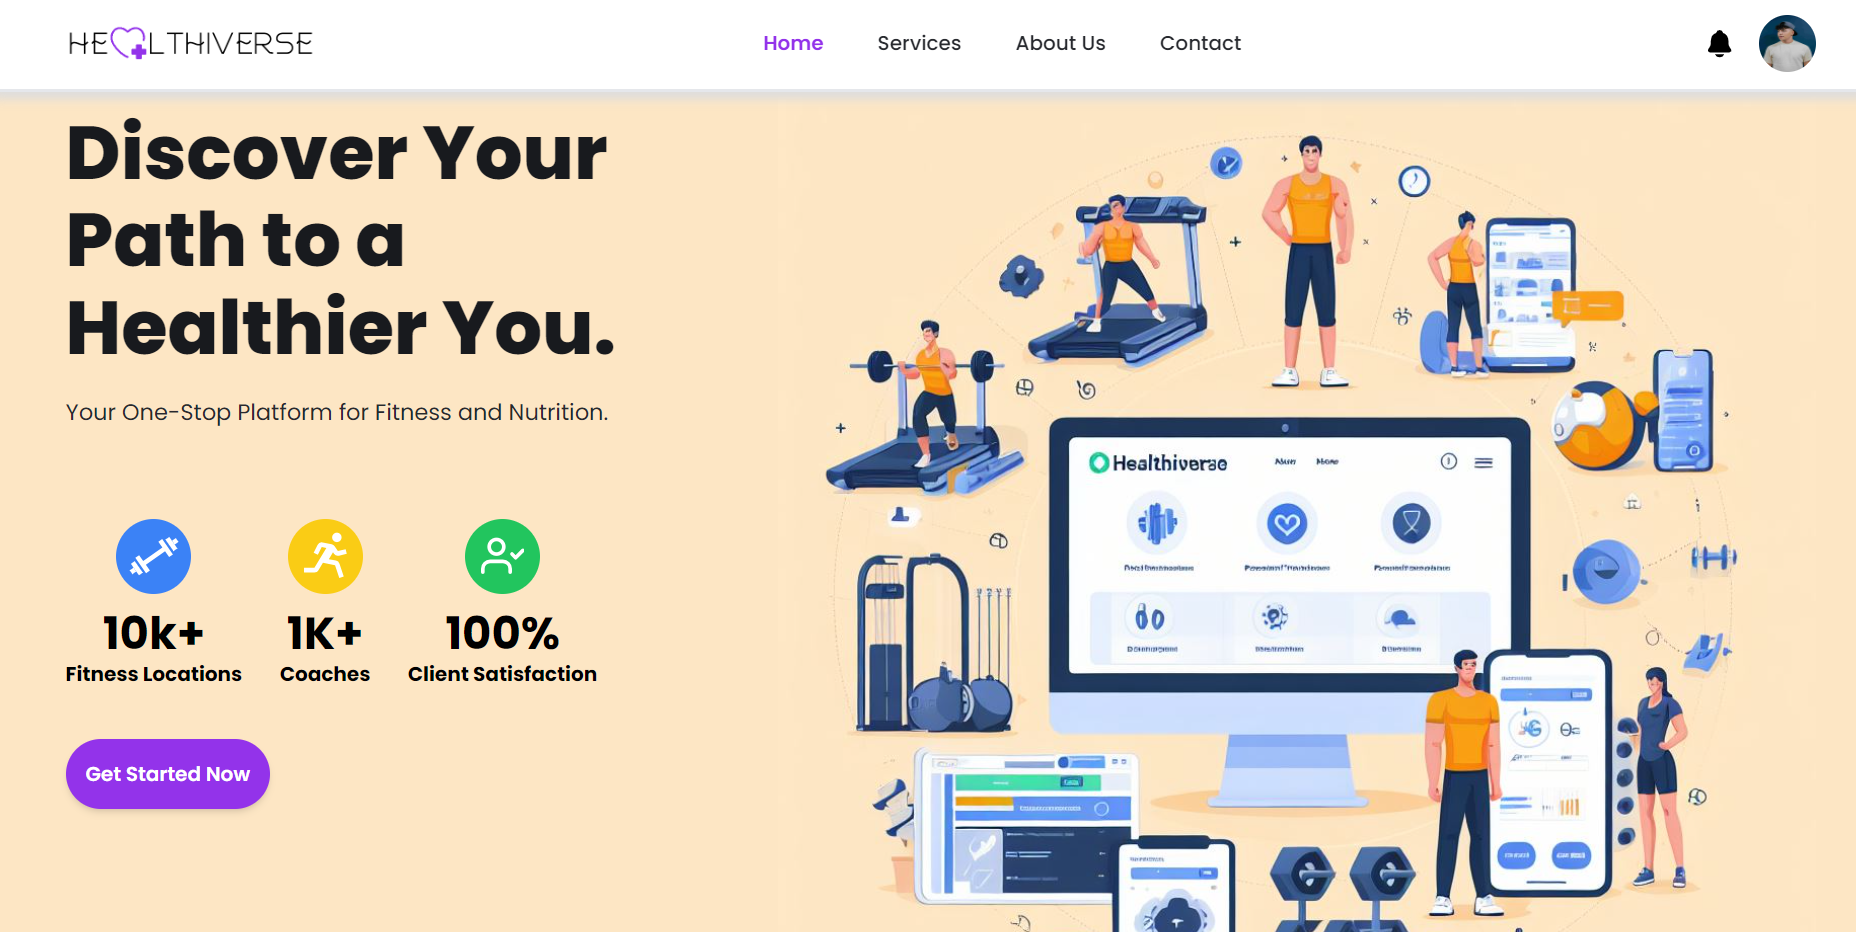 HEALTHIVERSE
Home Services About Us Contact
Discover Your
Path to a
Healthier You.
Your One-Stop Platform for Fitness and Nutrition.
10k+ 1K+ 100%
Fitness Locations Coaches Client Satisfaction
Get Started Now
Healthiverse